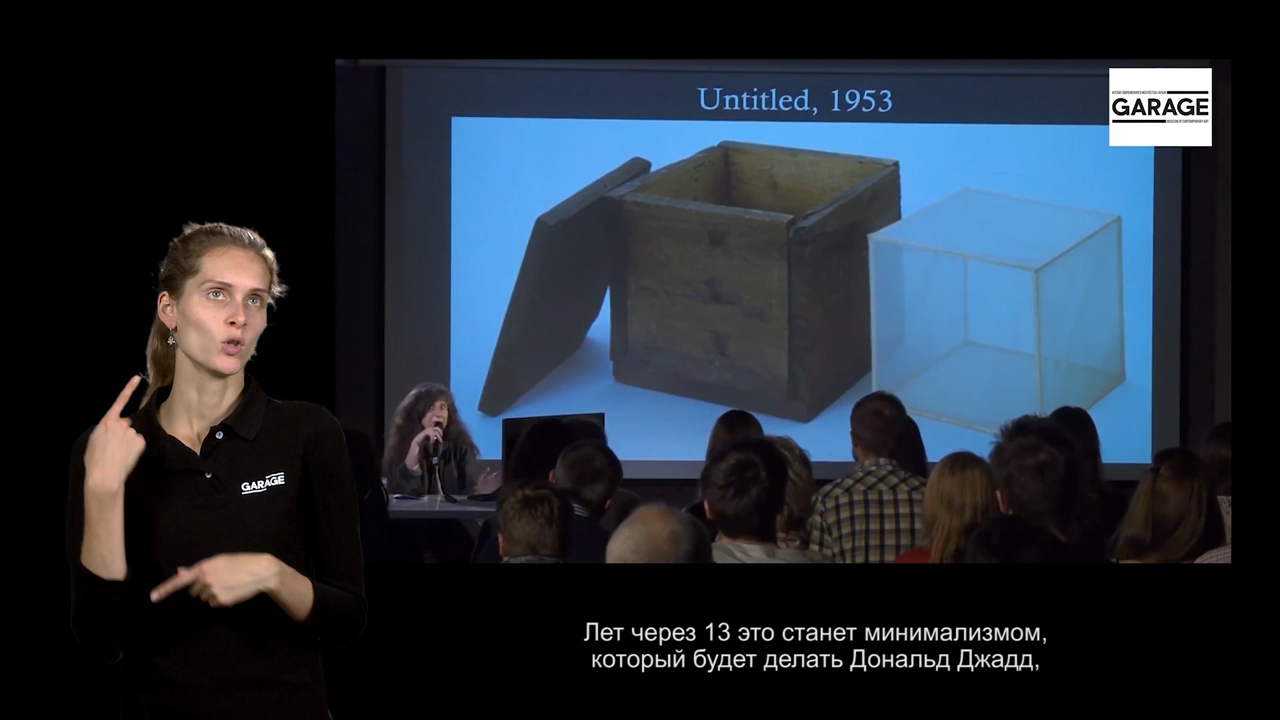 Untitled, 1953
GARAGE
GARAGE
Лет через 13 это станет минимализмом,
который будет делать Дональд Джадд,